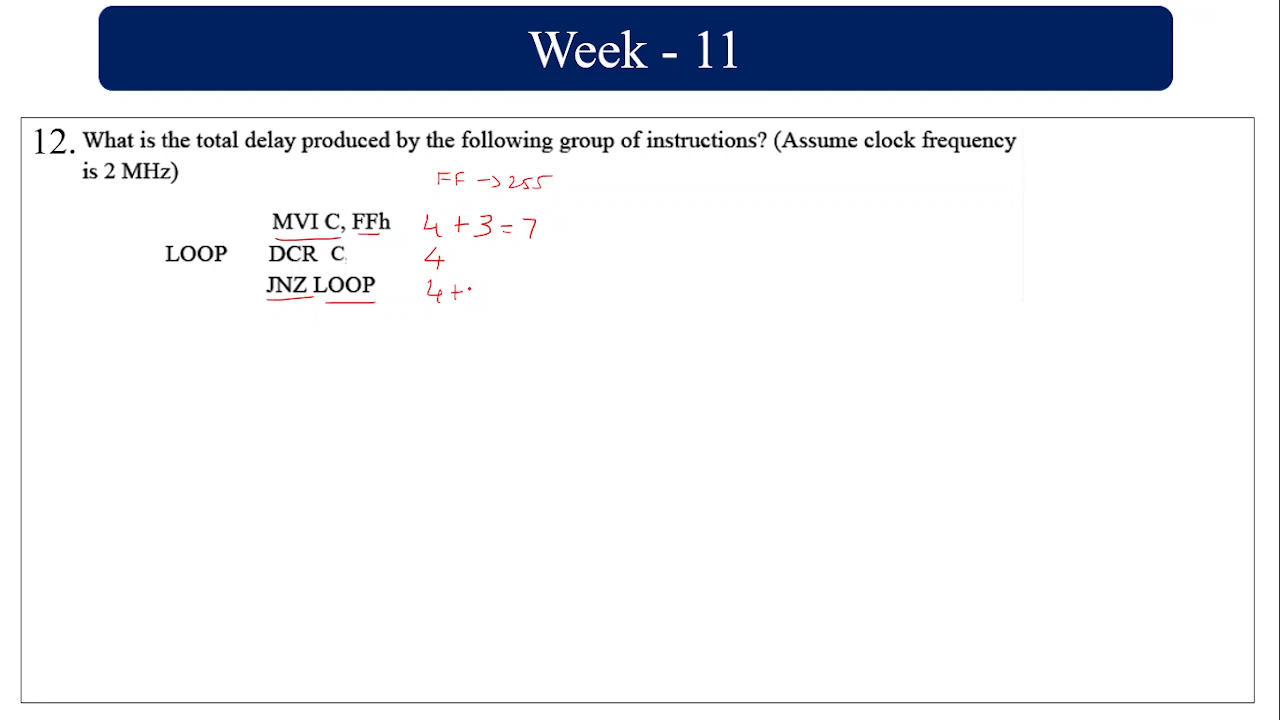 Week - 11
12. What is the total delay produced by the following group of instructions? (Assume clock frequency
is 2 MHz)
FF → 255
MVI C, FFh 4 + 3 = 7
LOOP DCR C 4
JNZ LOOP 4 +